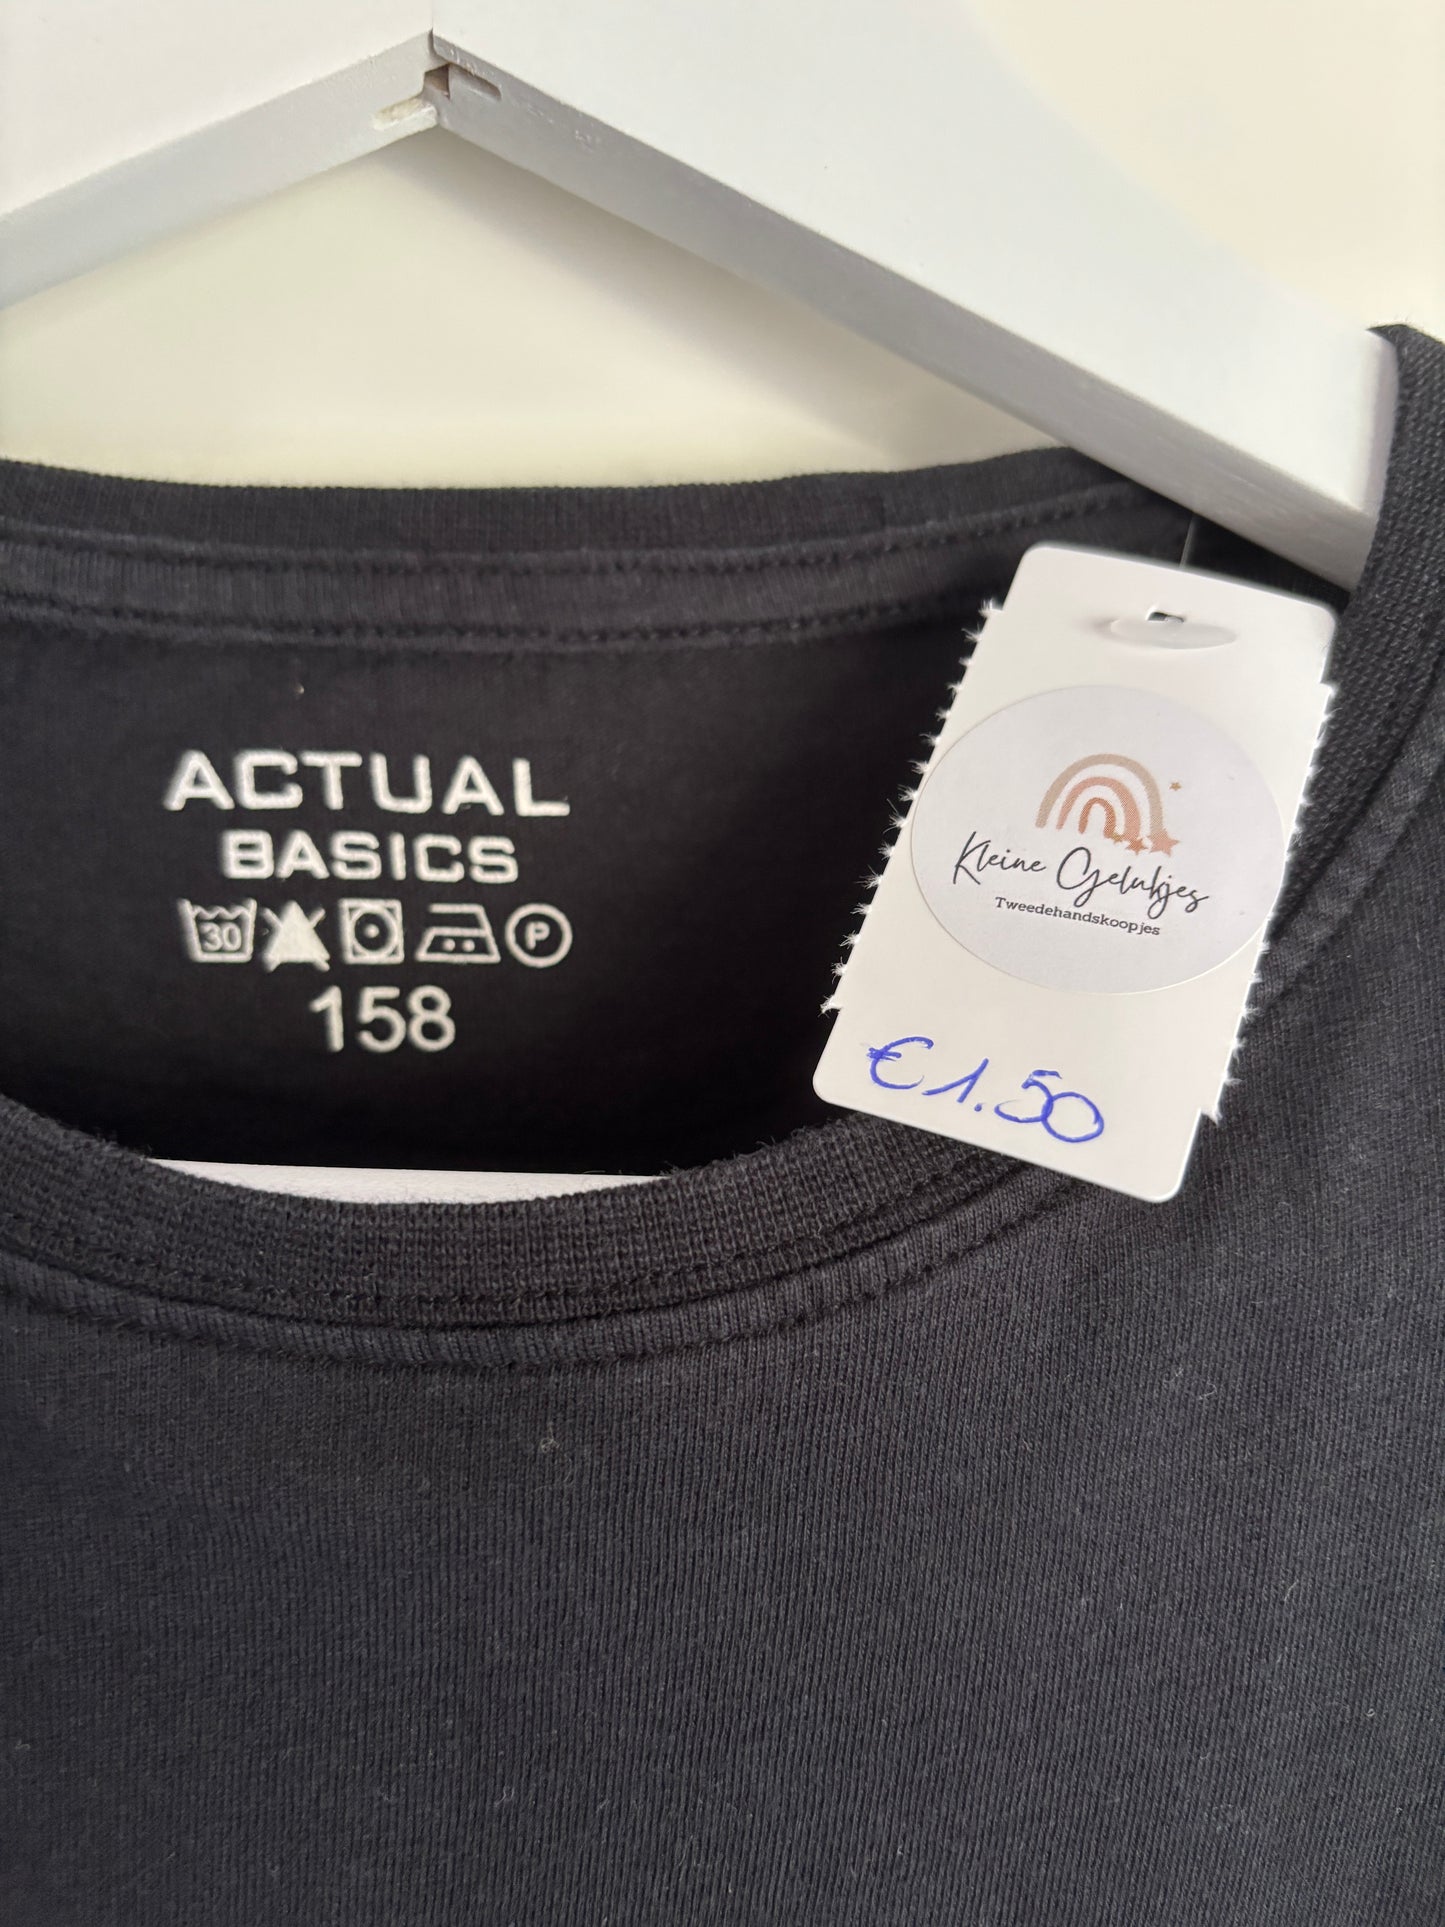 ACTUAL
BASICS
30 P
158
Kleine Gelukjes
Tweedehandskoopjes
€1.50